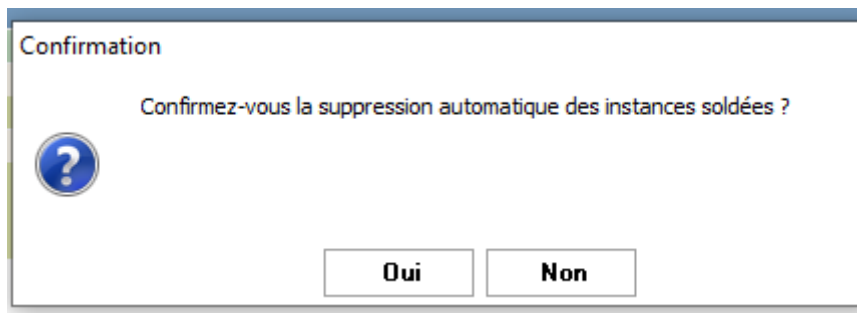 Confirmation
Confirmez-vous la suppression automatique des instances soldées ?
Oui
Non